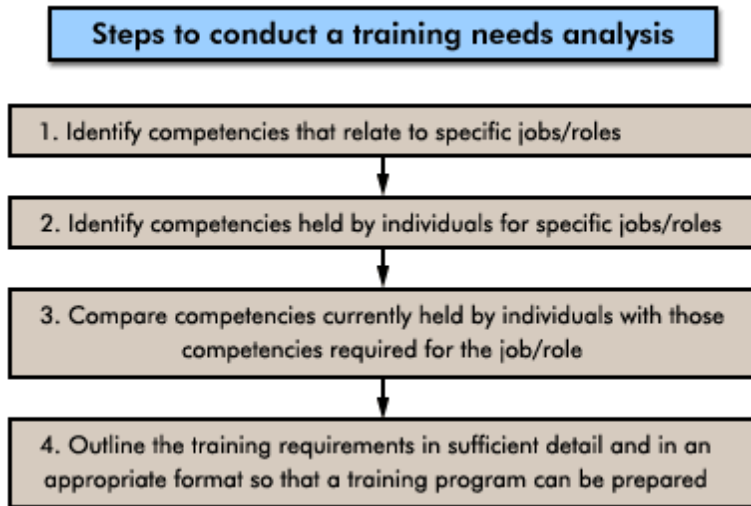 Steps to conduct a training needs analysis
1. Identify competencies that relate to specific jobs/roles
2. Identify competencies held by individuals for specific jobs/roles
3. Compare competencies currently held by individuals with those
competencies required for the job/role
4. Outline the training requirements in sufficient detail and in an
appropriate format so that a training program can be prepared